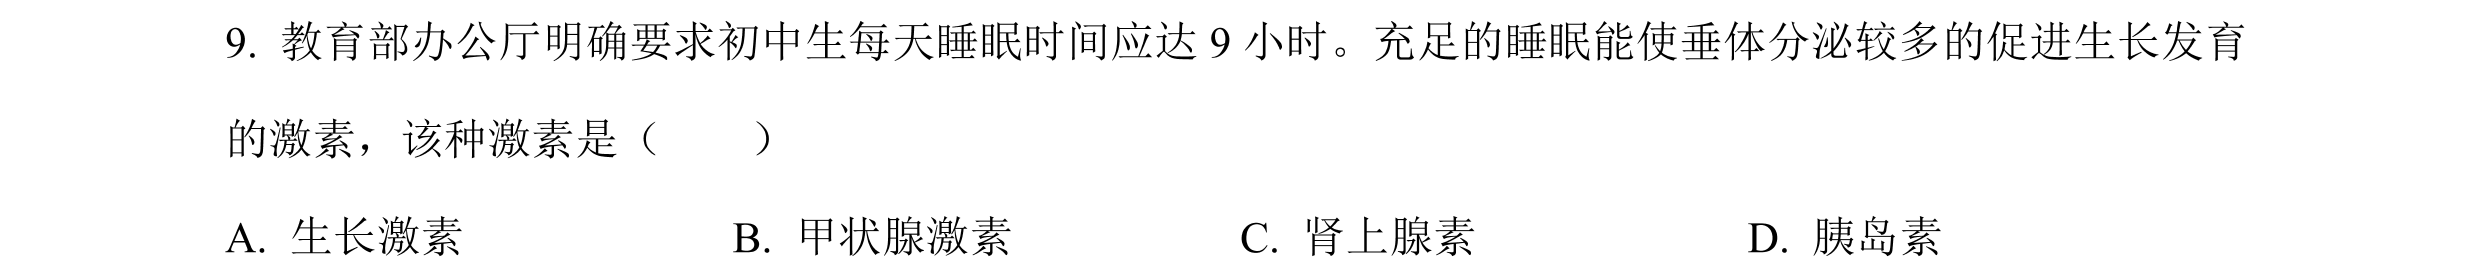 9. 教育部办公厅明确要求初中生每天睡眠时间应达 9 小时。充足的睡眠能使垂体分泌较多的促进生长发育
的激素，该种激素是（　　）
A. 生长激素　　B. 甲状腺激素　　C. 肾上腺素　　D. 胰岛素